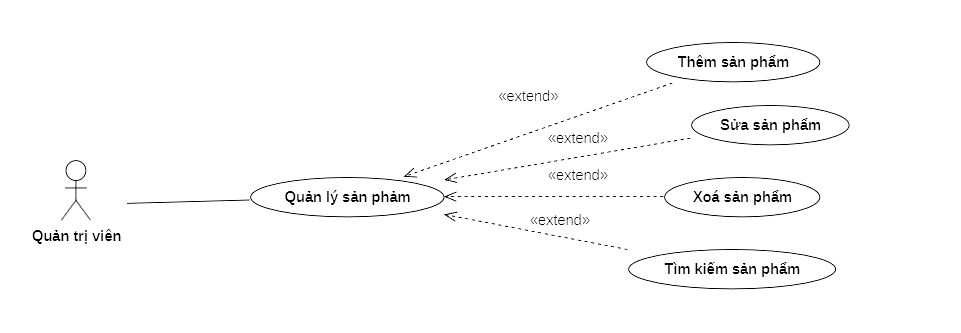 Thêm sản phẩm
«extend»
Sửa sản phẩm
«extend»
«extend»
Quản lý sản phảm
Xoá sản phẩm
«extend»
Quản trị viên
Tìm kiếm sản phẩm